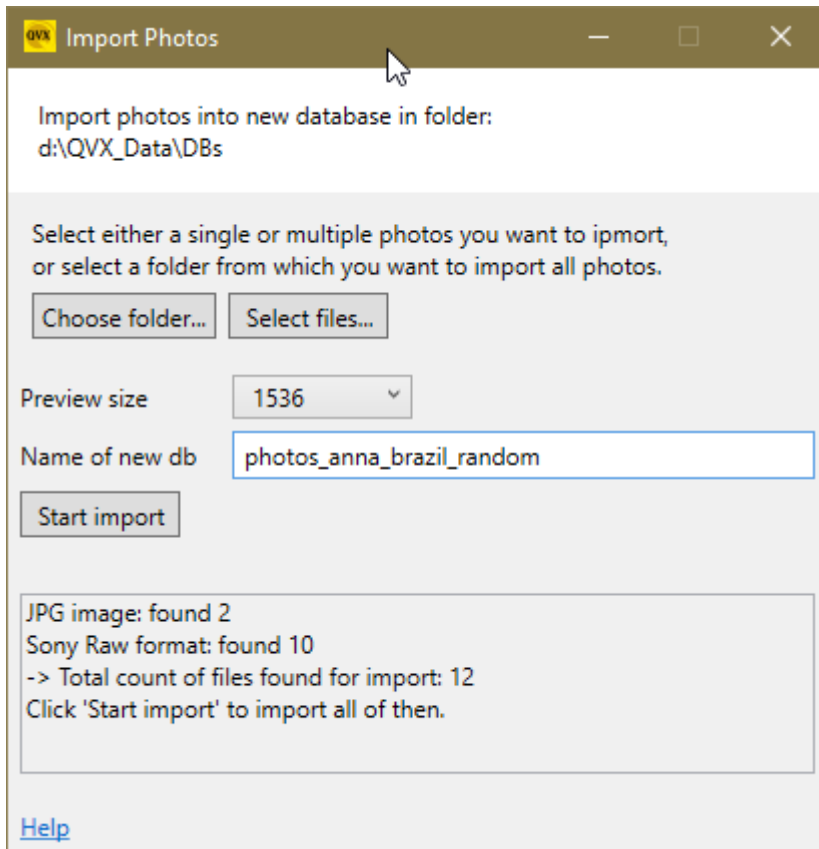 QVX Import Photos
Import photos into new database in folder:
d:\QVX_Data\DBs
Select either a single or multiple photos you want to ipmort,
or select a folder from which you want to import all photos.
Choose folder... Select files...
Preview size 1536
Name of new db photos_anna_brazil_random
Start import
JPG image: found 2
Sony Raw format: found 10
-> Total count of files found for import: 12
Click 'Start import' to import all of then.
Help